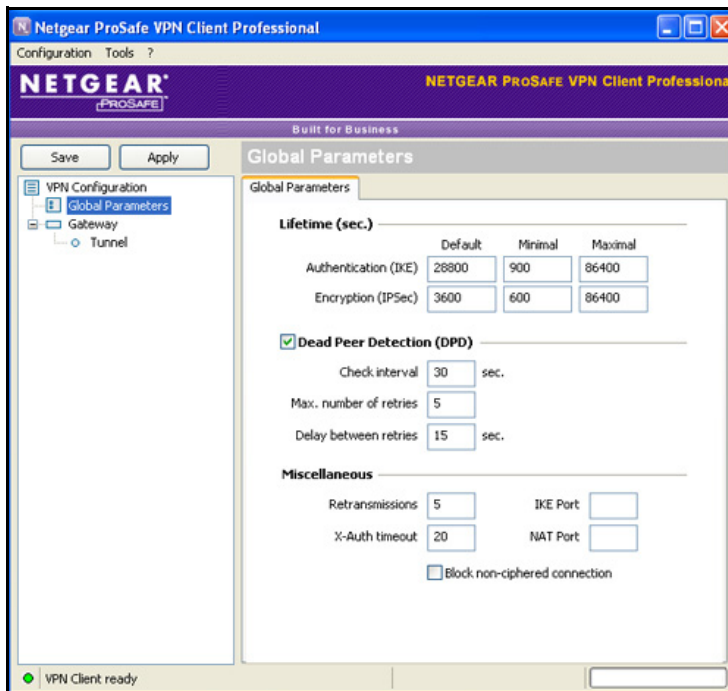 Netgear ProSafe VPN Client Professional
Configuration Tools ?
NETGEAR
PROSAFE
NETGEAR PROSAFE VPN Client Professional
Built for Business
Save Apply
Global Parameters
VPN Configuration
Global Parameters
Gateway
Tunnel
Global Parameters
Lifetime (sec.)
Default Minimal Maximal
Authentication (IKE) 28800 900 86400
Encryption (IPSec) 3600 600 86400
Dead Peer Detection (DPD)
Check interval 30 sec.
Max. number of retries 5
Delay between retries 15 sec.
Miscellaneous
Retransmissions 5 IKE Port
X-Auth timeout 20 NAT Port
Block non-ciphered connection
VPN Client ready